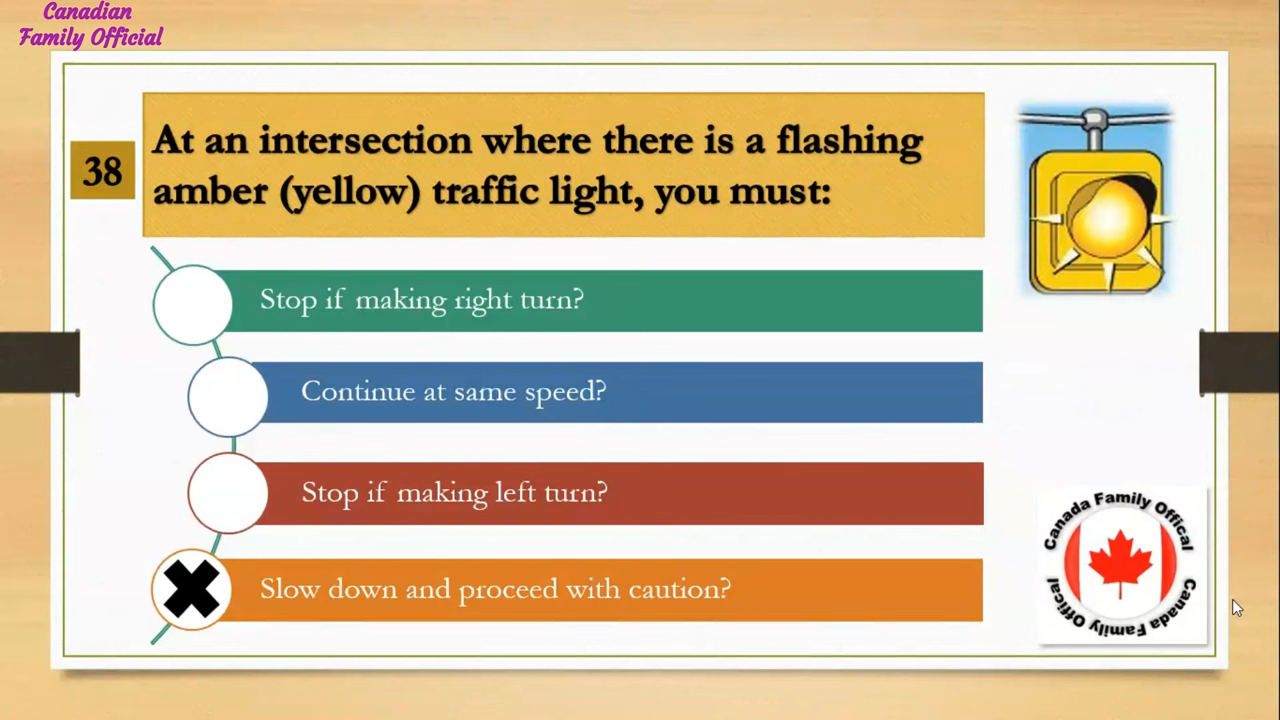 Canadian
Family Official
38
At an intersection where there is a flashing
amber (yellow) traffic light, you must:
Stop if making right turn?
Continue at same speed?
Stop if making left turn?
Slow down and proceed with caution?
Canada Family Offical
Canada Family Official